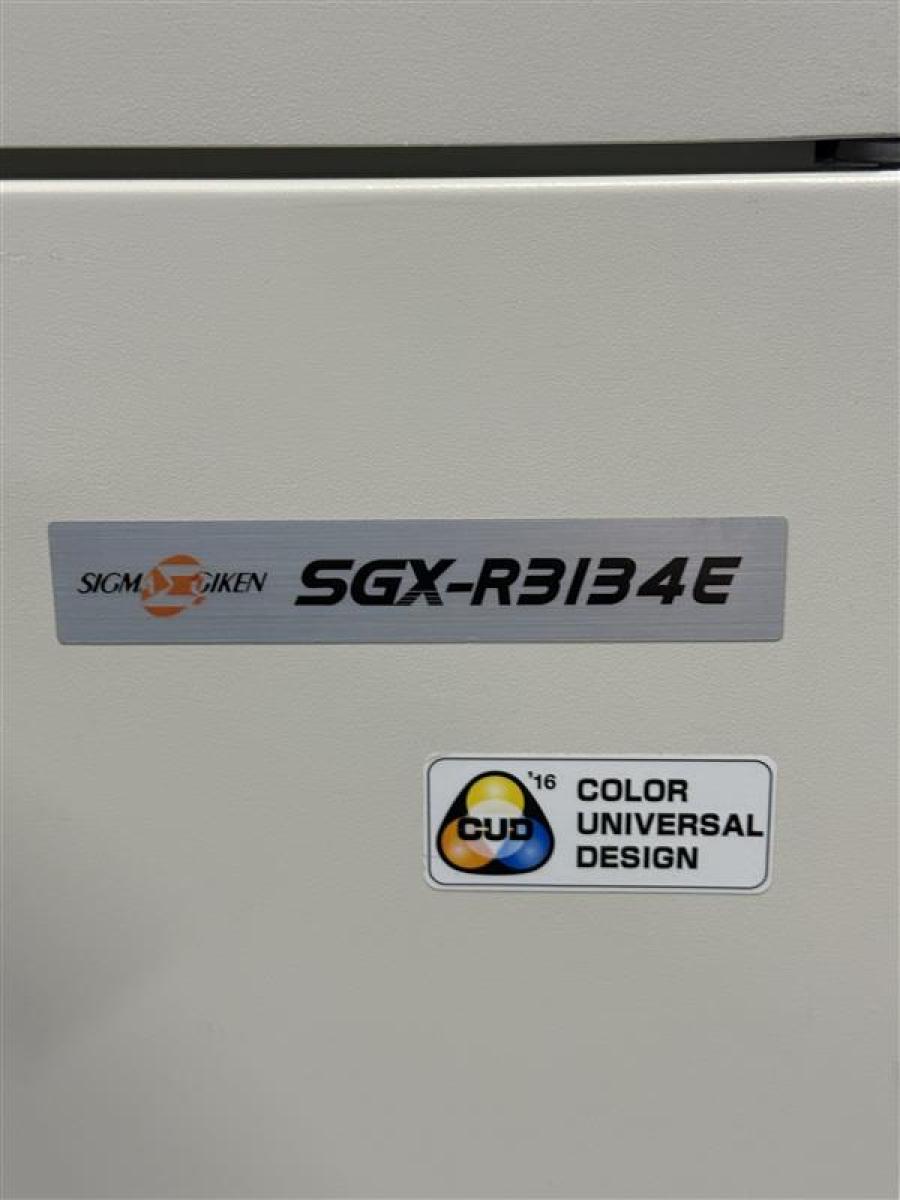 SIGMA GIKEN SGX-R3134E
CUD '16 COLOR
UNIVERSAL
DESIGN